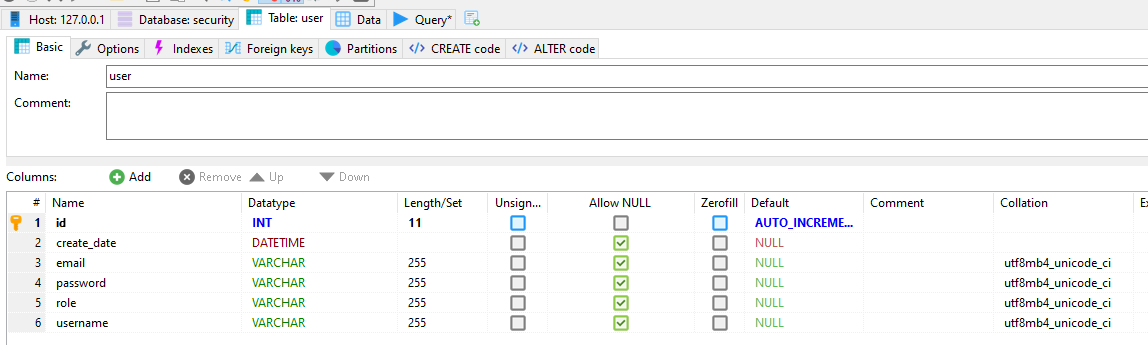 Host: 127.0.0.1 Database: security Table: user Data Query*
Basic Options Indexes Foreign keys Partitions CREATE code ALTER code
Name: user
Comment:
Columns: Add Remove Up Down
# Name Datatype Length/Set Unsign... Allow NULL Zerofill Default Comment Collation Ex
1 id INT 11 AUTO_INCREME...
2 create_date DATETIME NULL
3 email VARCHAR 255 NULL utf8mb4_unicode_ci
4 password VARCHAR 255 NULL utf8mb4_unicode_ci
5 role VARCHAR 255 NULL utf8mb4_unicode_ci
6 username VARCHAR 255 NULL utf8mb4_unicode_ci